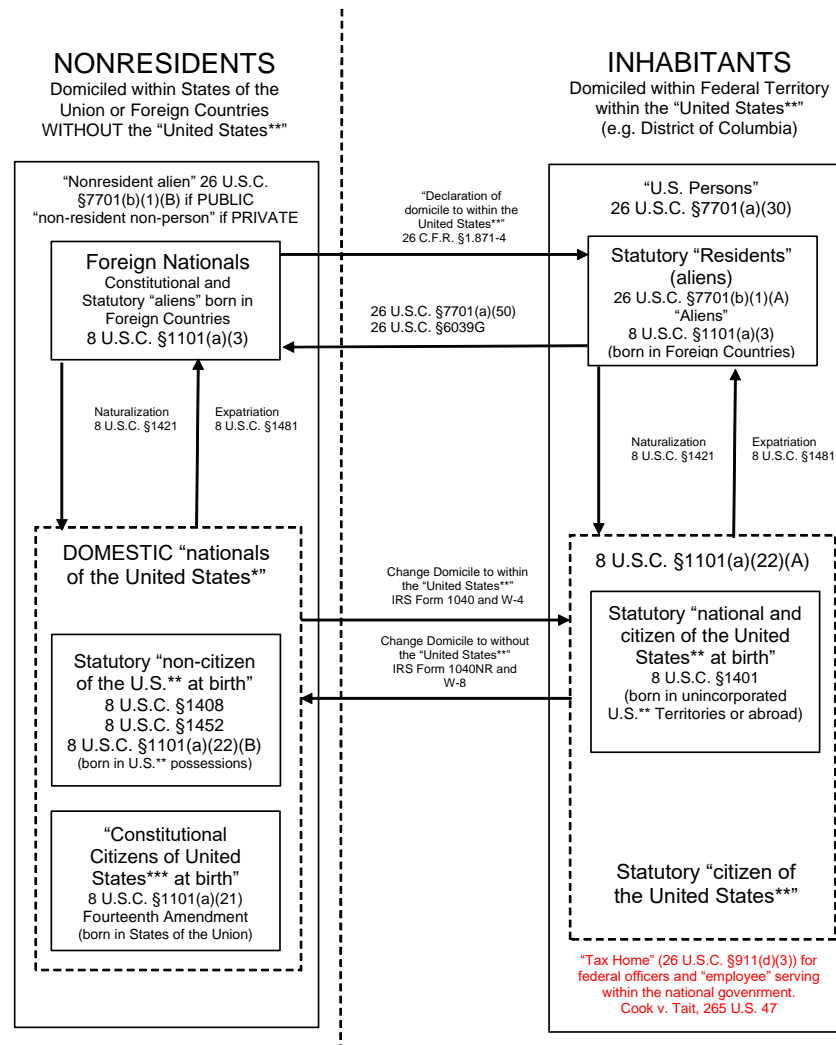 NONRESIDENTS
Domiciled within States of the
Union or Foreign Countries
WITHOUT the “United States**”
“Nonresident alien” 26 U.S.C.
§7701(b)(1)(B) if PUBLIC
“non-resident non-person” if PRIVATE
Foreign Nationals
Constitutional and
Statutory “aliens” born in
Foreign Countries
8 U.S.C. §1101(a)(3)
Naturalization
8 U.S.C. §1421
Expatriation
8 U.S.C. §1481
DOMESTIC “nationals
of the United States*”
Statutory “non-citizen
of the U.S.** at birth”
8 U.S.C. §1408
8 U.S.C. §1452
8 U.S.C. §1101(a)(22)(B)
(born in U.S.** possessions)
“Constitutional
Citizens of United
States*** at birth”
8 U.S.C. §1101(a)(21)
Fourteenth Amendment
(born in States of the Union)
“Declaration of
domicile to within the
United States**”
26 C.F.R. §1.871-4
26 U.S.C. §7701(a)(50)
26 U.S.C. §6039G
Change Domicile to within
the “United States**”
IRS Form 1040 and W-4
Change Domicile to without
the “United States**”
IRS Form 1040NR and
W-8
INHABITANTS
Domiciled within Federal Territory
within the “United States**”
(e.g. District of Columbia)
“U.S. Persons”
26 U.S.C. §7701(a)(30)
Statutory “Residents”
(aliens)
26 U.S.C. §7701(b)(1)(A)
“Aliens”
8 U.S.C. §1101(a)(3)
(born in Foreign Countries)
Naturalization
8 U.S.C. §1421
Expatriation
8 U.S.C. §1481
8 U.S.C. §1101(a)(22)(A)
Statutory “national and
citizen of the United
States** at birth”
8 U.S.C. §1401
(born in unincorporated
U.S.** Territories or abroad)
Statutory “citizen of
the United States**”
“Tax Home” (26 U.S.C. §911(d)(3)) for
federal officers and “employee” serving
within the national govenrment.
Cook v. Tait, 265 U.S. 47